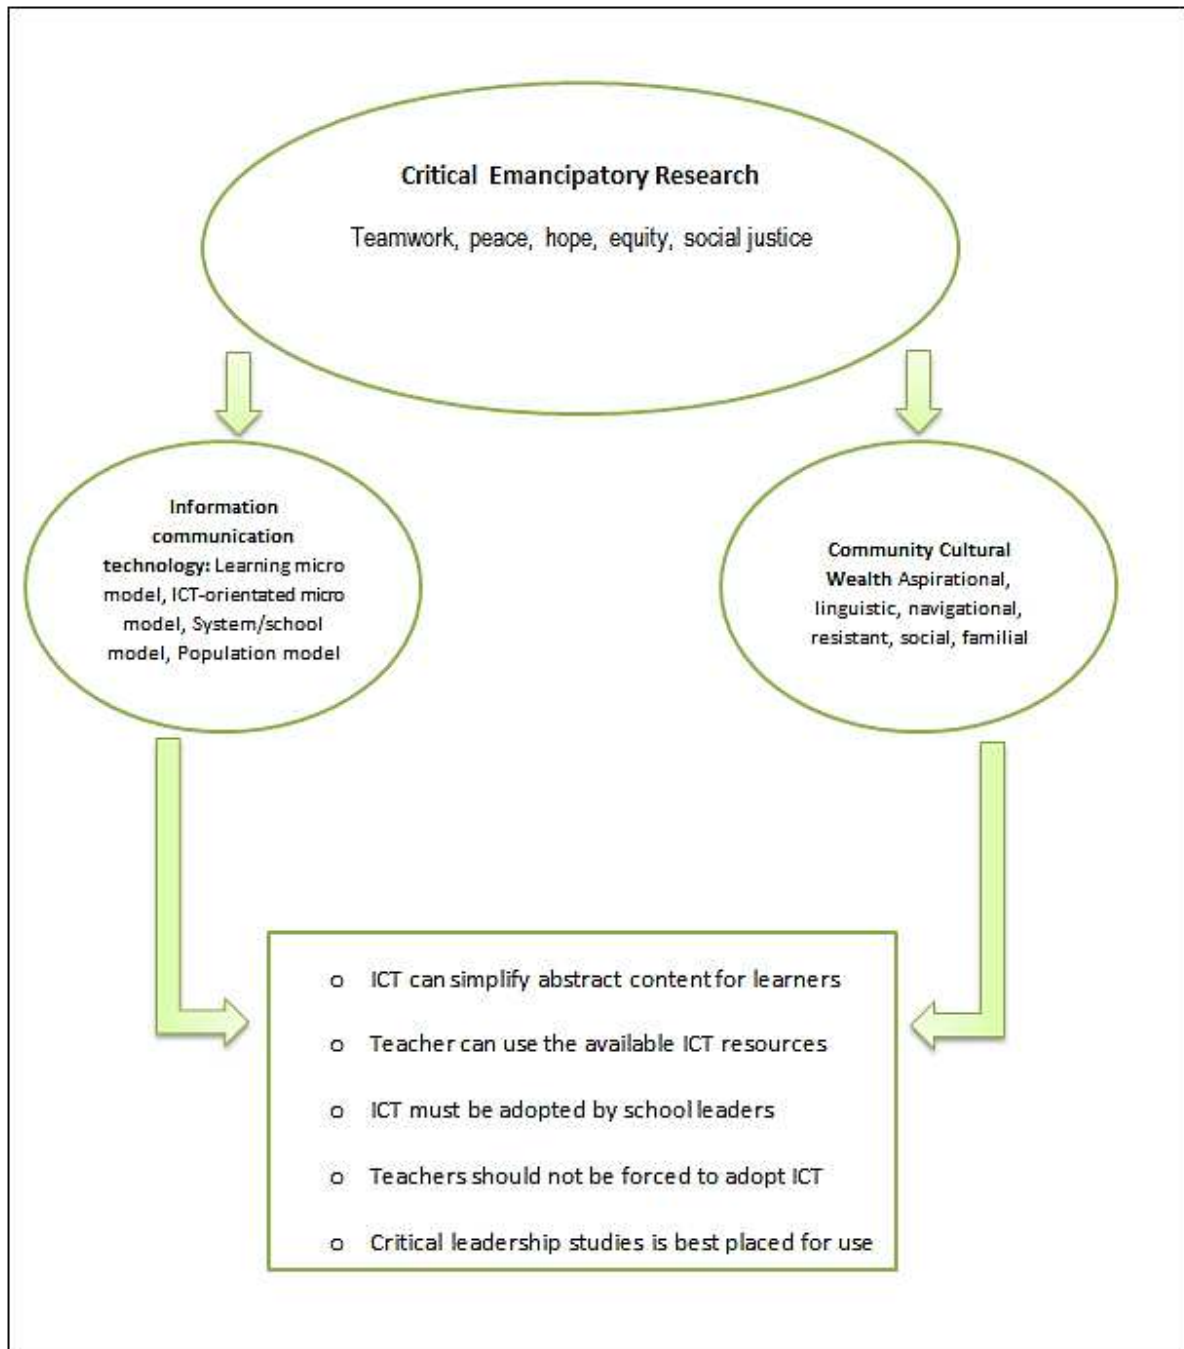 Critical Emancipatory Research
Teamwork, peace, hope, equity, social justice
Information
communication
technology: Learning micro
model, ICT-orientated micro
model, System/school
model, Population model
Community Cultural
Wealth Aspirational,
linguistic, navigational,
resistant, social, familial
o ICT can simplify abstract content for learners
o Teacher can use the available ICT resources
o ICT must be adopted by school leaders
o Teachers should not be forced to adopt ICT
o Critical leadership studies is best placed for use